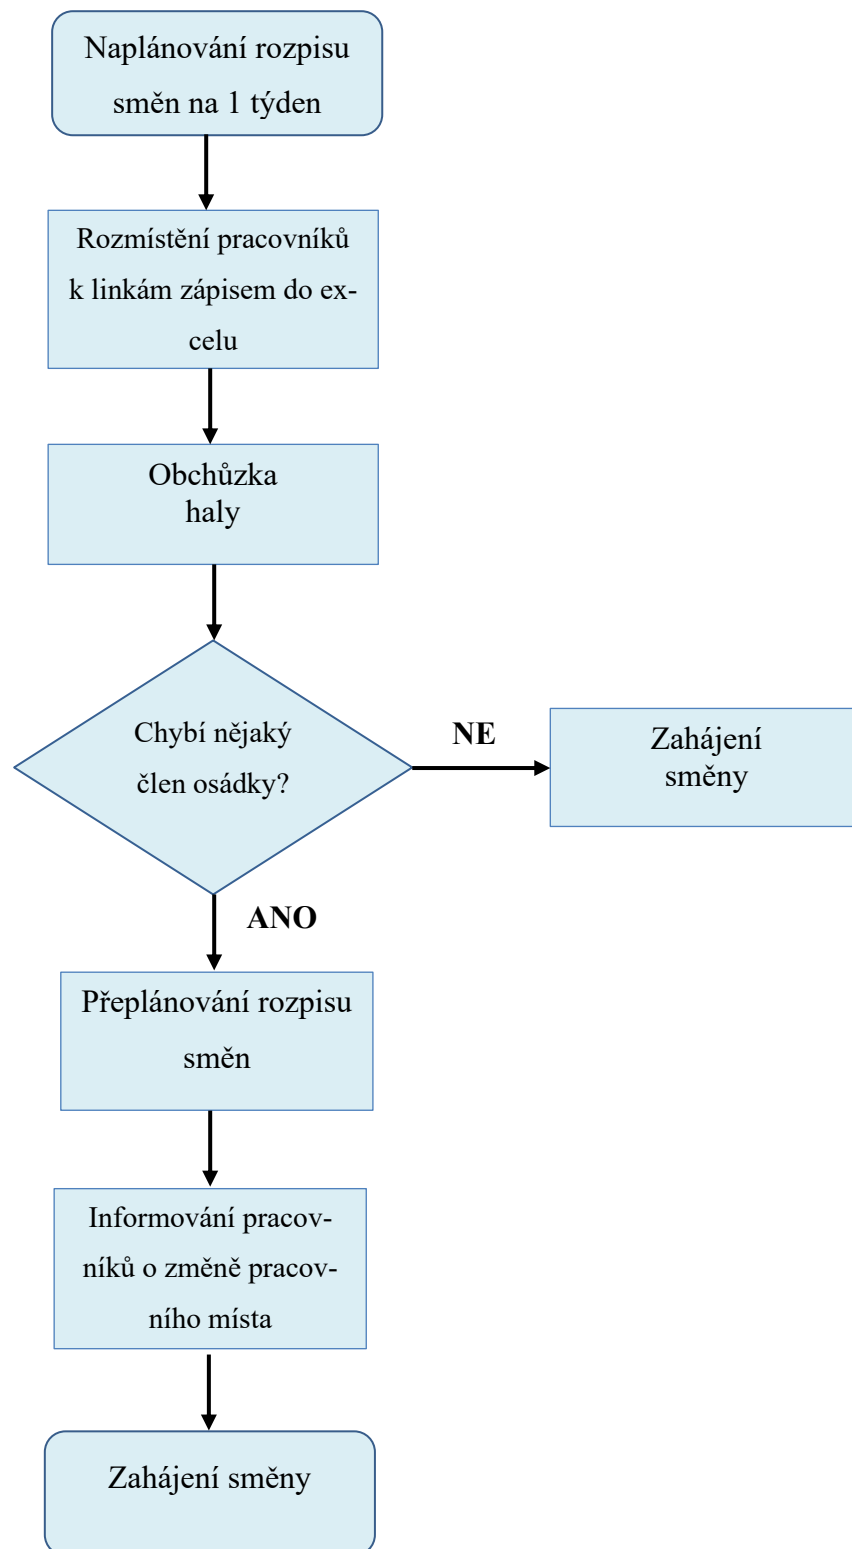 Naplánování rozpisu
směn na 1 týden
Rozmístění pracovníků
k linkám zápisem do ex-
celu
Obchůzka
haly
Chybí nějaký
člen osádky?
NE
Zahájení
směny
ANO
Přeplánování rozpisu
směn
Informování pracov-
níků o změně pracov-
ního místa
Zahájení směny